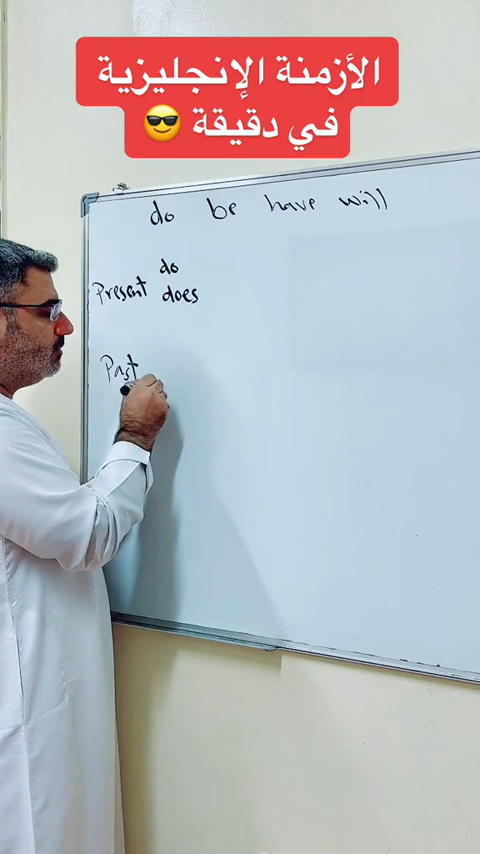 الأزمنة الإنجليزية
في دقيقة 😎
do be have will
do
Present does
Past